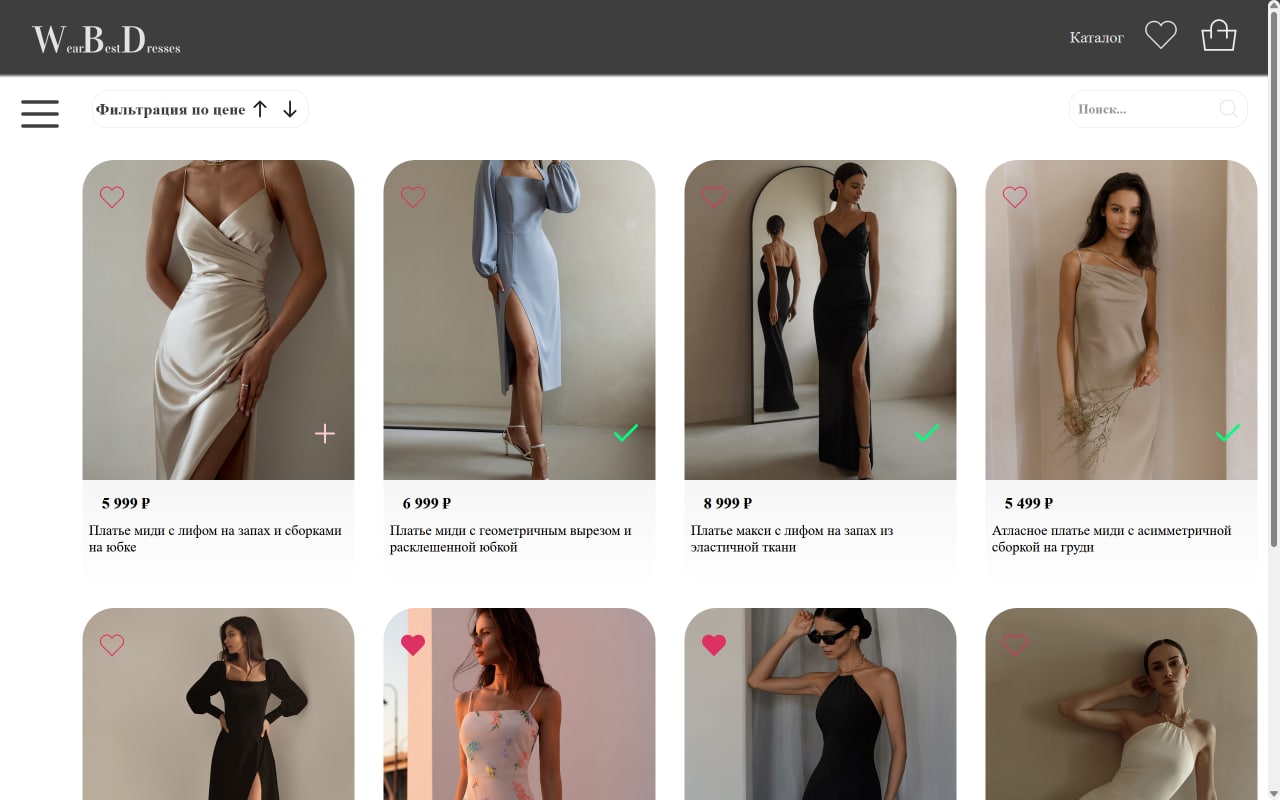 Wear.BestDresses
Каталог
Фильтрация по цене
Поиск...
5 999 ₽
Платье миди с лифом на запах и сборками
на юбке
6 999 ₽
Платье миди с геометричным вырезом и
расклешенной юбкой
8 999 ₽
Платье макси с лифом на запах из
эластичной ткани
5 499 ₽
Атласное платье миди с асимметричной
сборкой на груди